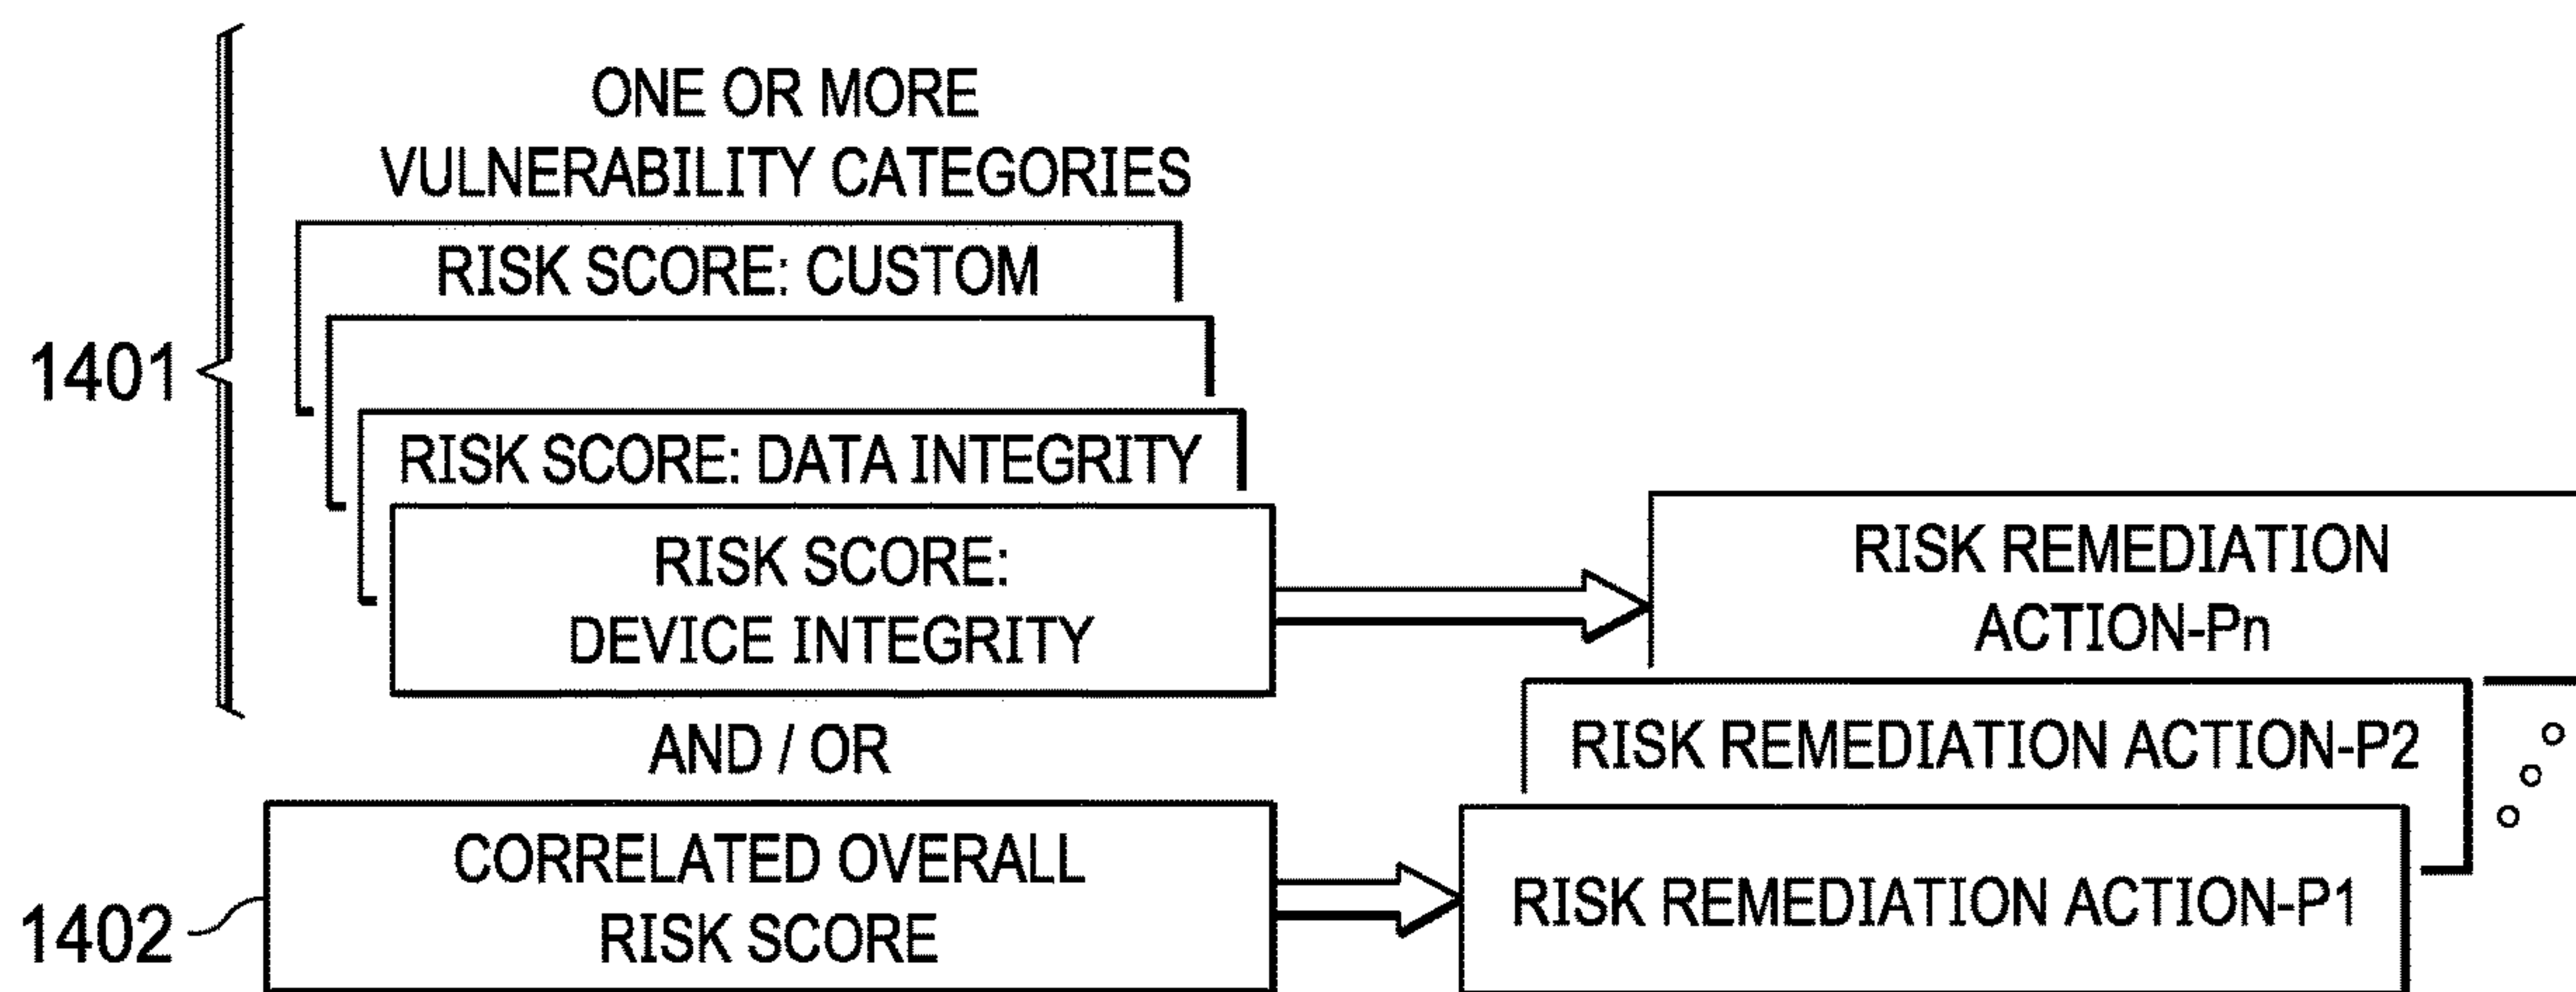 ONE OR MORE
VULNERABILITY CATEGORIES
RISK SCORE: CUSTOM
1401
RISK SCORE: DATA INTEGRITY
RISK SCORE:
DEVICE INTEGRITY
RISK REMEDIATION
ACTION-Pn
AND / OR
RISK REMEDIATION ACTION-P2
CORRELATED OVERALL
RISK SCORE
1402
RISK REMEDIATION ACTION-P1